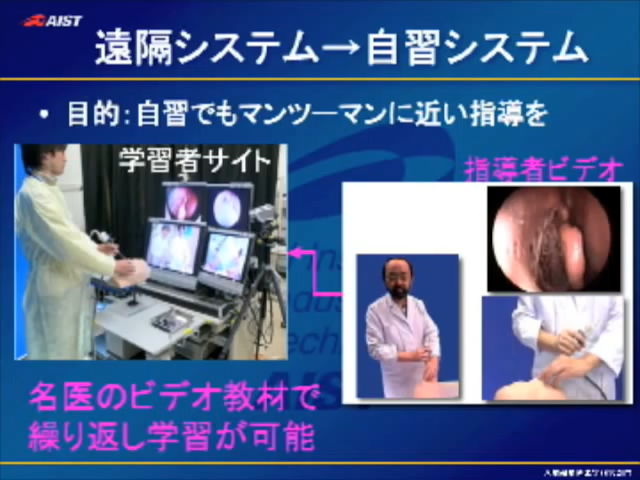 AIST
遠隔システム→自習システム
• 目的：自習でもマンツーマンに近い指導を
学習者サイト
指導者ビデオ
名医のビデオ教材で
繰り返し学習が可能
AIST